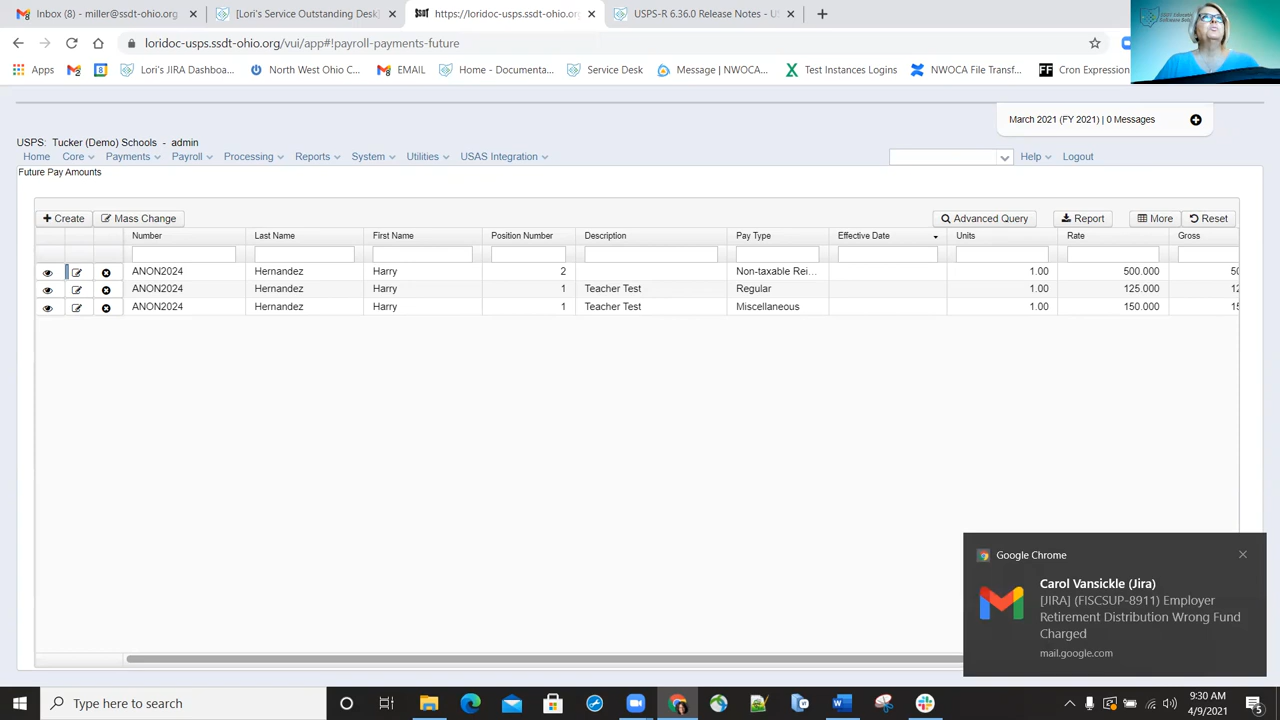 Inbox (8) - miller@ssdt-ohio.org
[Lori's Service Outstanding Desk]
ssdt https://loridoc-usps.ssdt-ohio.org/
USPS-R 6.36.0 Release Notes - U
loridoc-usps.ssdt-ohio.org/vui/app#!payroll-payments-future
Apps
Lori's JIRA Dashboa...
North West Ohio C...
EMAIL
Home - Documenta...
Service Desk
Message | NWOCA...
Test Instances Logins
NWOCA File Transf...
FF Cron Expression
March 2021 (FY 2021) | 0 Messages
USPS: Tucker (Demo) Schools - admin
Home Core Payments Payroll Processing Reports System Utilities USAS Integration Help Logout
Future Pay Amounts
Create Mass Change Advanced Query Report More Reset
Number Last Name First Name Position Number Description Pay Type Effective Date Units Rate Gross
ANON2024 Hernandez Harry 2 Non-taxable Rei... 1.00 500.000 50
ANON2024 Hernandez Harry 1 Teacher Test Regular 1.00 125.000 12
ANON2024 Hernandez Harry 1 Teacher Test Miscellaneous 1.00 150.000 15
Google Chrome
Carol Vansickle (Jira)
[JIRA] (FISCSUP-8911) Employer
Retirement Distribution Wrong Fund
Charged
mail.google.com
Type here to search
9:30 AM
4/9/2021
5